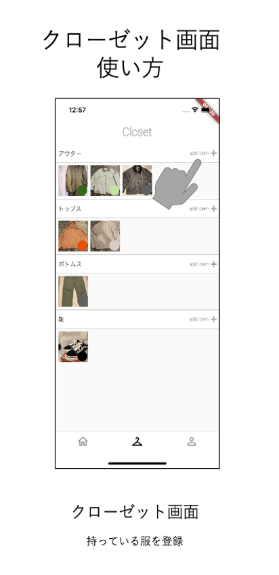 クローゼット画面
使い方
12:57
Closet
アウター
add item +
トップス
add item +
ボトムス
add item +
靴
add item +
クローゼット画面
持っている服を登録